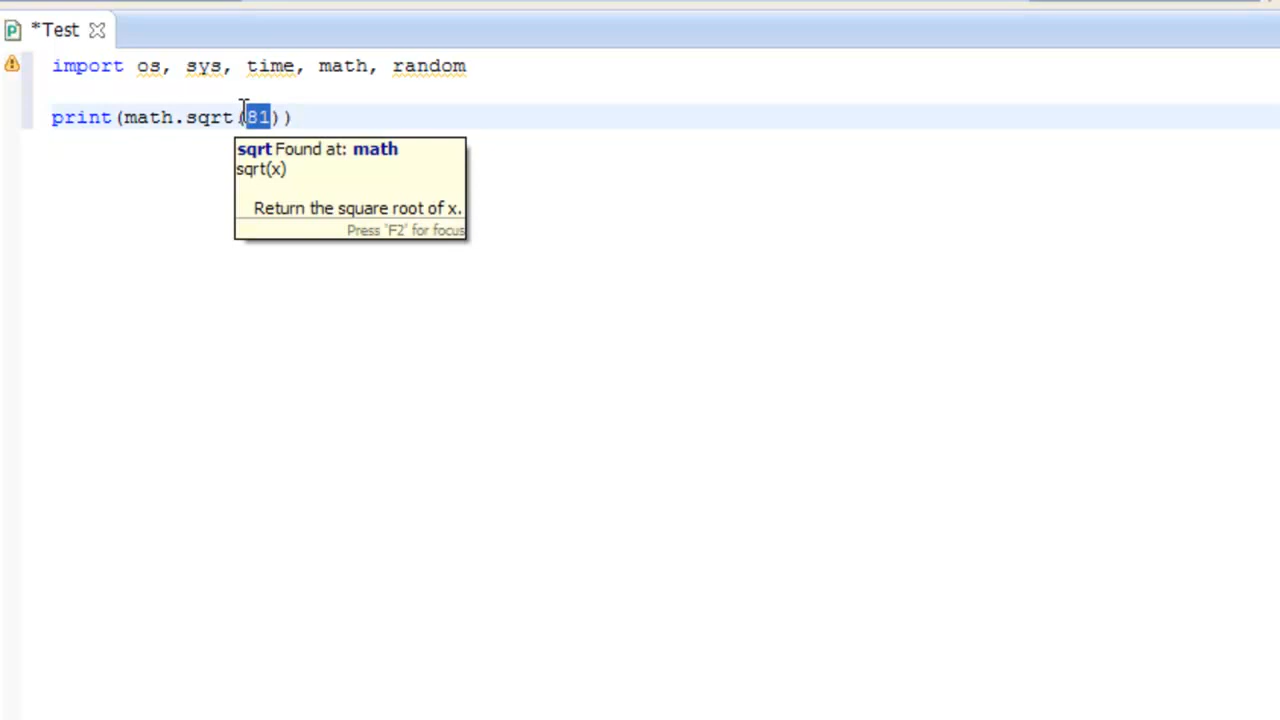 *Test
import os, sys, time, math, random
print(math.sqrt(81))
sqrt Found at: math
sqrt(x)
Return the square root of x.
Press 'F2' for focus